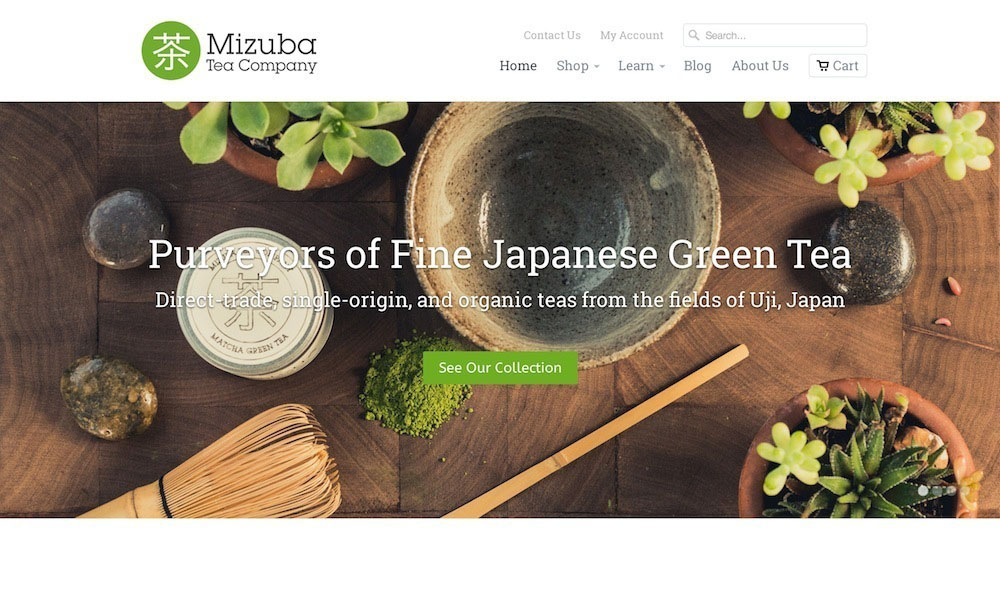 茶
Mizuba
Tea Company
Contact Us
My Account
Search...
Home
Shop
Learn
Blog
About Us
Cart
Purveyors of Fine Japanese Green Tea
Direct-trade, single-origin, and organic teas from the fields of Uji, Japan
茶
MATCHA GREEN TEA
See Our Collection